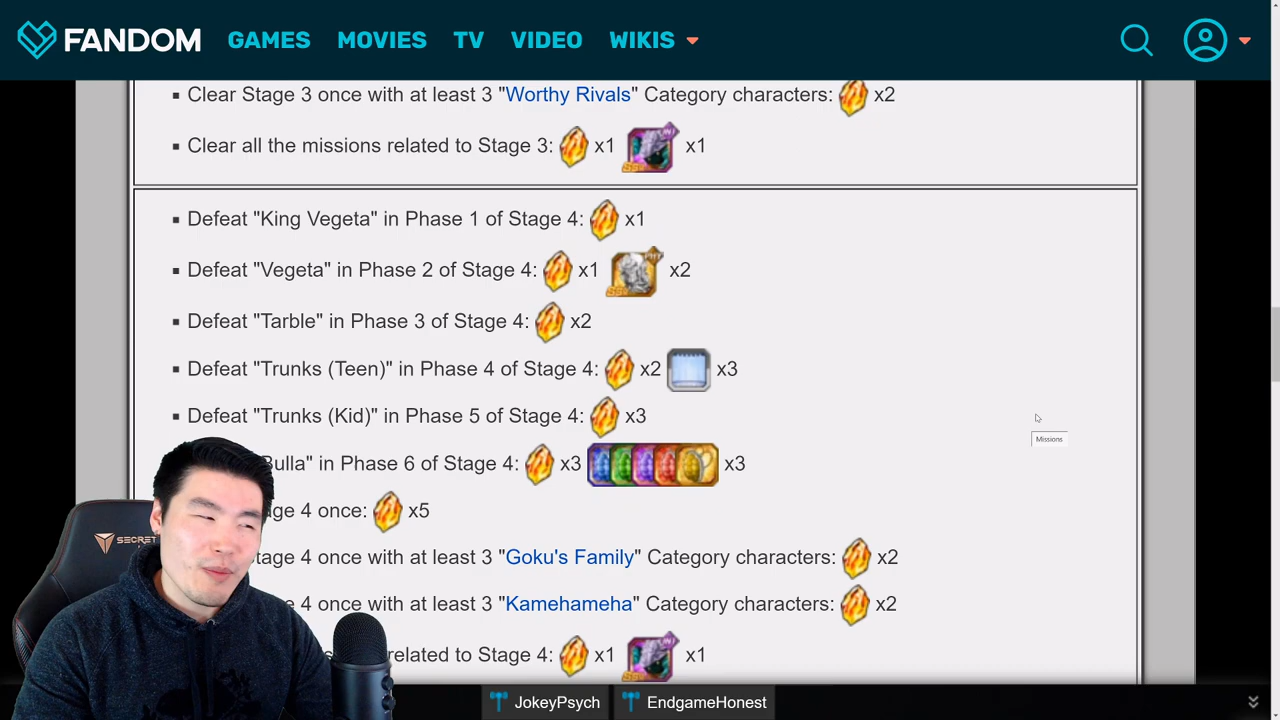 FANDOM GAMES MOVIES TV VIDEO WIKIS
Clear Stage 3 once with at least 3 "Worthy Rivals" Category characters: x2
Clear all the missions related to Stage 3: x1 x1
Defeat "King Vegeta" in Phase 1 of Stage 4: x1
Defeat "Vegeta" in Phase 2 of Stage 4: x1 x2
Defeat "Tarble" in Phase 3 of Stage 4: x2
Defeat "Trunks (Teen)" in Phase 4 of Stage 4: x2 x3
Defeat "Trunks (Kid)" in Phase 5 of Stage 4: x3
Missions
Bulla" in Phase 6 of Stage 4: x3 x3
ge 4 once: x5
SECRET
tage 4 once with at least 3 "Goku's Family" Category characters: x2
e 4 once with at least 3 "Kamehameha" Category characters: x2
related to Stage 4: x1 x1
JokeyPsych EndgameHonest